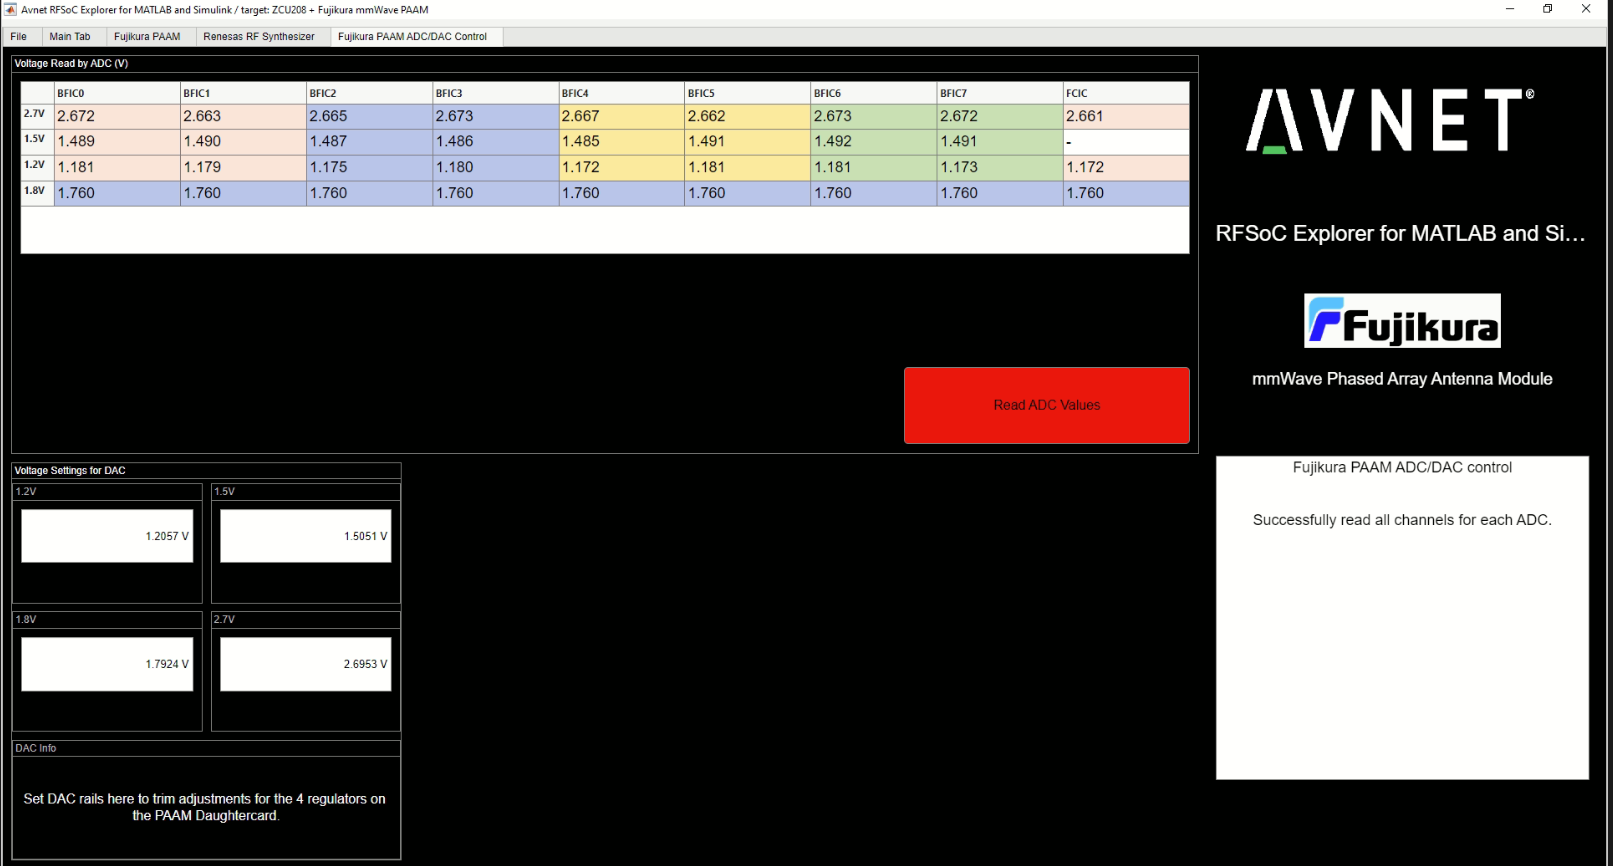 Avnet RFSoC Explorer for MATLAB and Simulink / target: ZCU208 + Fujikura mmWave PAAM
File Main Tab Fujikura PAAM Renesas RF Synthesizer Fujikura PAAM ADC/DAC Control
Voltage Read by ADC (V)
BFIC0 BFIC1 BFIC2 BFIC3 BFIC4 BFIC5 BFIC6 BFIC7 FCIC
2.7V 2.672 2.663 2.665 2.673 2.667 2.662 2.673 2.672 2.661
1.5V 1.489 1.490 1.487 1.486 1.485 1.491 1.492 1.491 -
1.2V 1.181 1.179 1.175 1.180 1.172 1.181 1.181 1.173 1.172
1.8V 1.760 1.760 1.760 1.760 1.760 1.760 1.760 1.760 1.760
Read ADC Values
AVNET®
RFSoC Explorer for MATLAB and Si...
Fujikura
mmWave Phased Array Antenna Module
Fujikura PAAM ADC/DAC control
Successfully read all channels for each ADC.
Voltage Settings for DAC
1.2V 1.5V
1.2057 V 1.5051 V
1.8V 2.7V
1.7924 V 2.6953 V
DAC Info
Set DAC rails here to trim adjustments for the 4 regulators on
the PAAM Daughtercard.